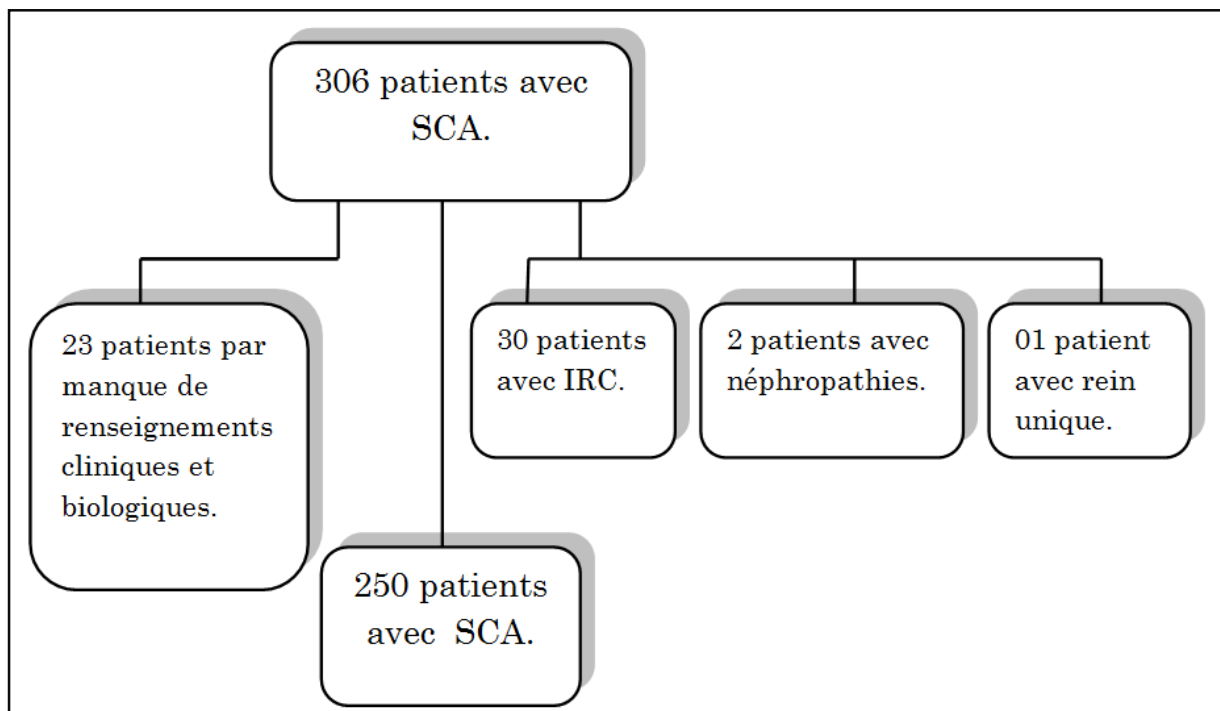 306 patients avec
SCA.
23 patients par
manque de
renseignements
cliniques et
biologiques.
30 patients
avec IRC.
2 patients avec
néphropathies.
01 patient
avec rein
unique.
250 patients
avec SCA.